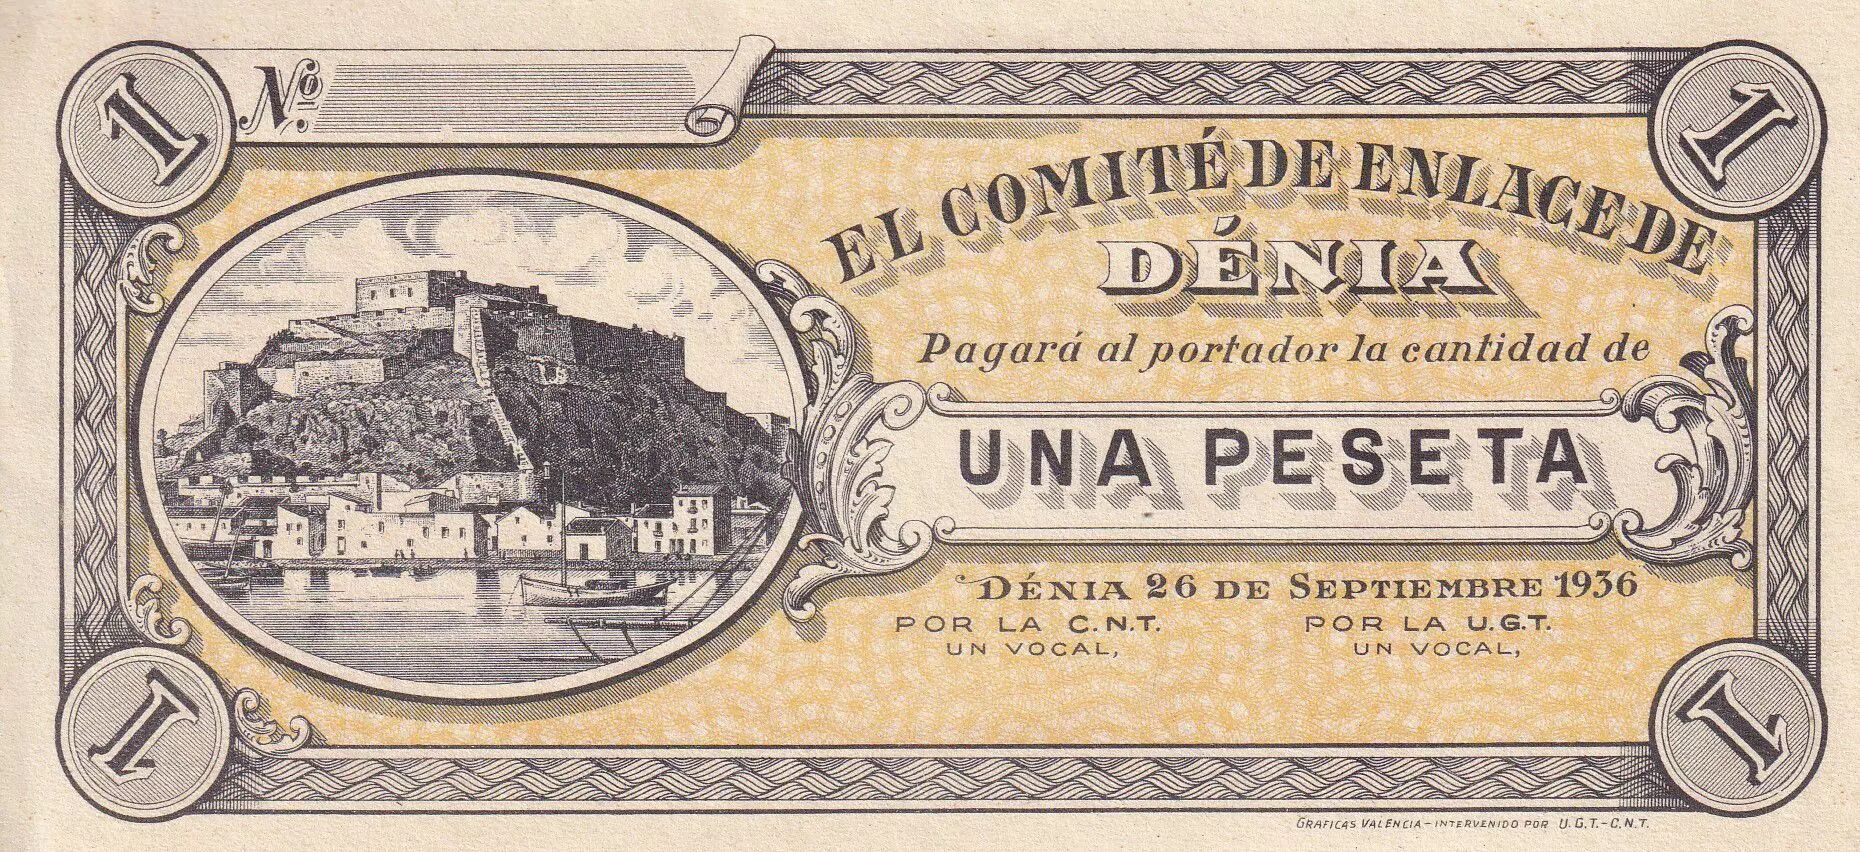 1
Nº
1
EL COMITÉ DE ENLACE DE
DÉNIA
Pagará al portador la cantidad de
UNA PESETA
DÉNIA 26 DE SEPTIEMBRE 1936
POR LA C.N.T.
UN VOCAL,
POR LA U.G.T.
UN VOCAL,
1
1
GRAFICAS VALENCIA - INTERVENIDO POR U.G.T.-C.N.T.